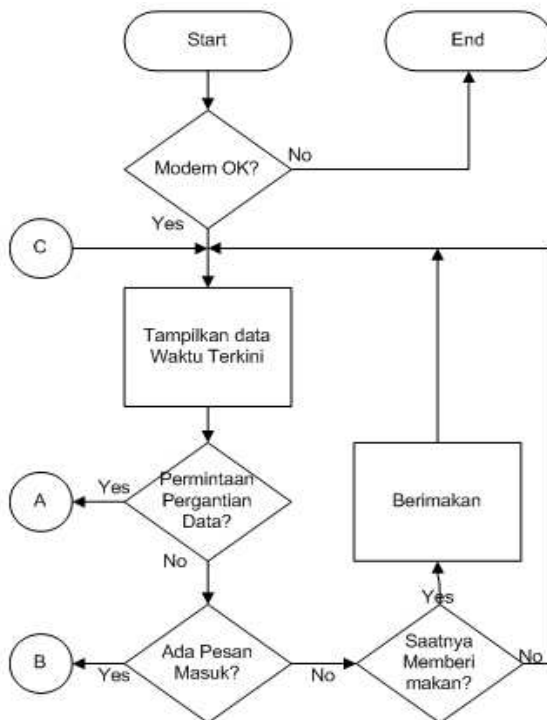 Start
End
Modem OK?
No
Yes
C
Tampilkan data
Waktu Terkini
Permintaan
Pergantian
Data?
Yes
A
No
Berimakan
Yes
Ada Pesan
Masuk?
Yes
B
No
Saatnya
Memberi
makan?
No